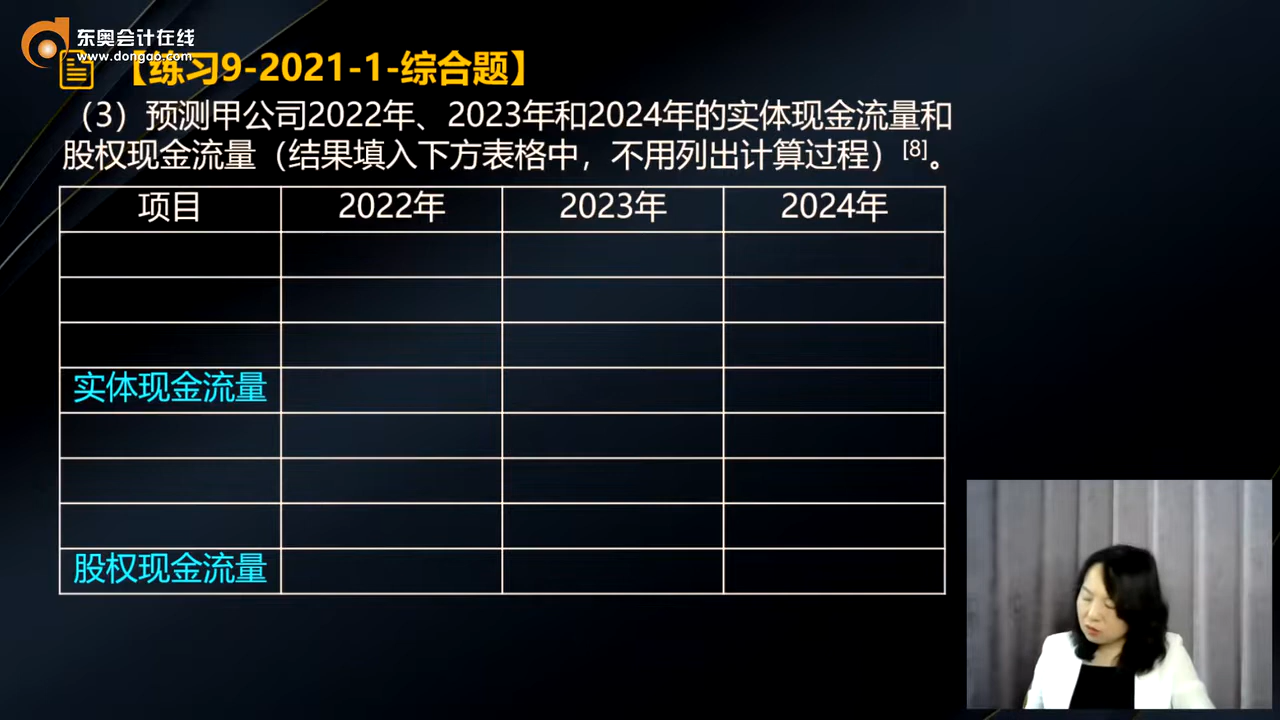 东奥会计在线
www.dongao.com
【练习9-2021-1-综合题】
（3）预测甲公司2022年、2023年和2024年的实体现金流量和
股权现金流量（结果填入下方表格中，不用列出计算过程）[8]。
项目 2022年 2023年 2024年
实体现金流量
股权现金流量